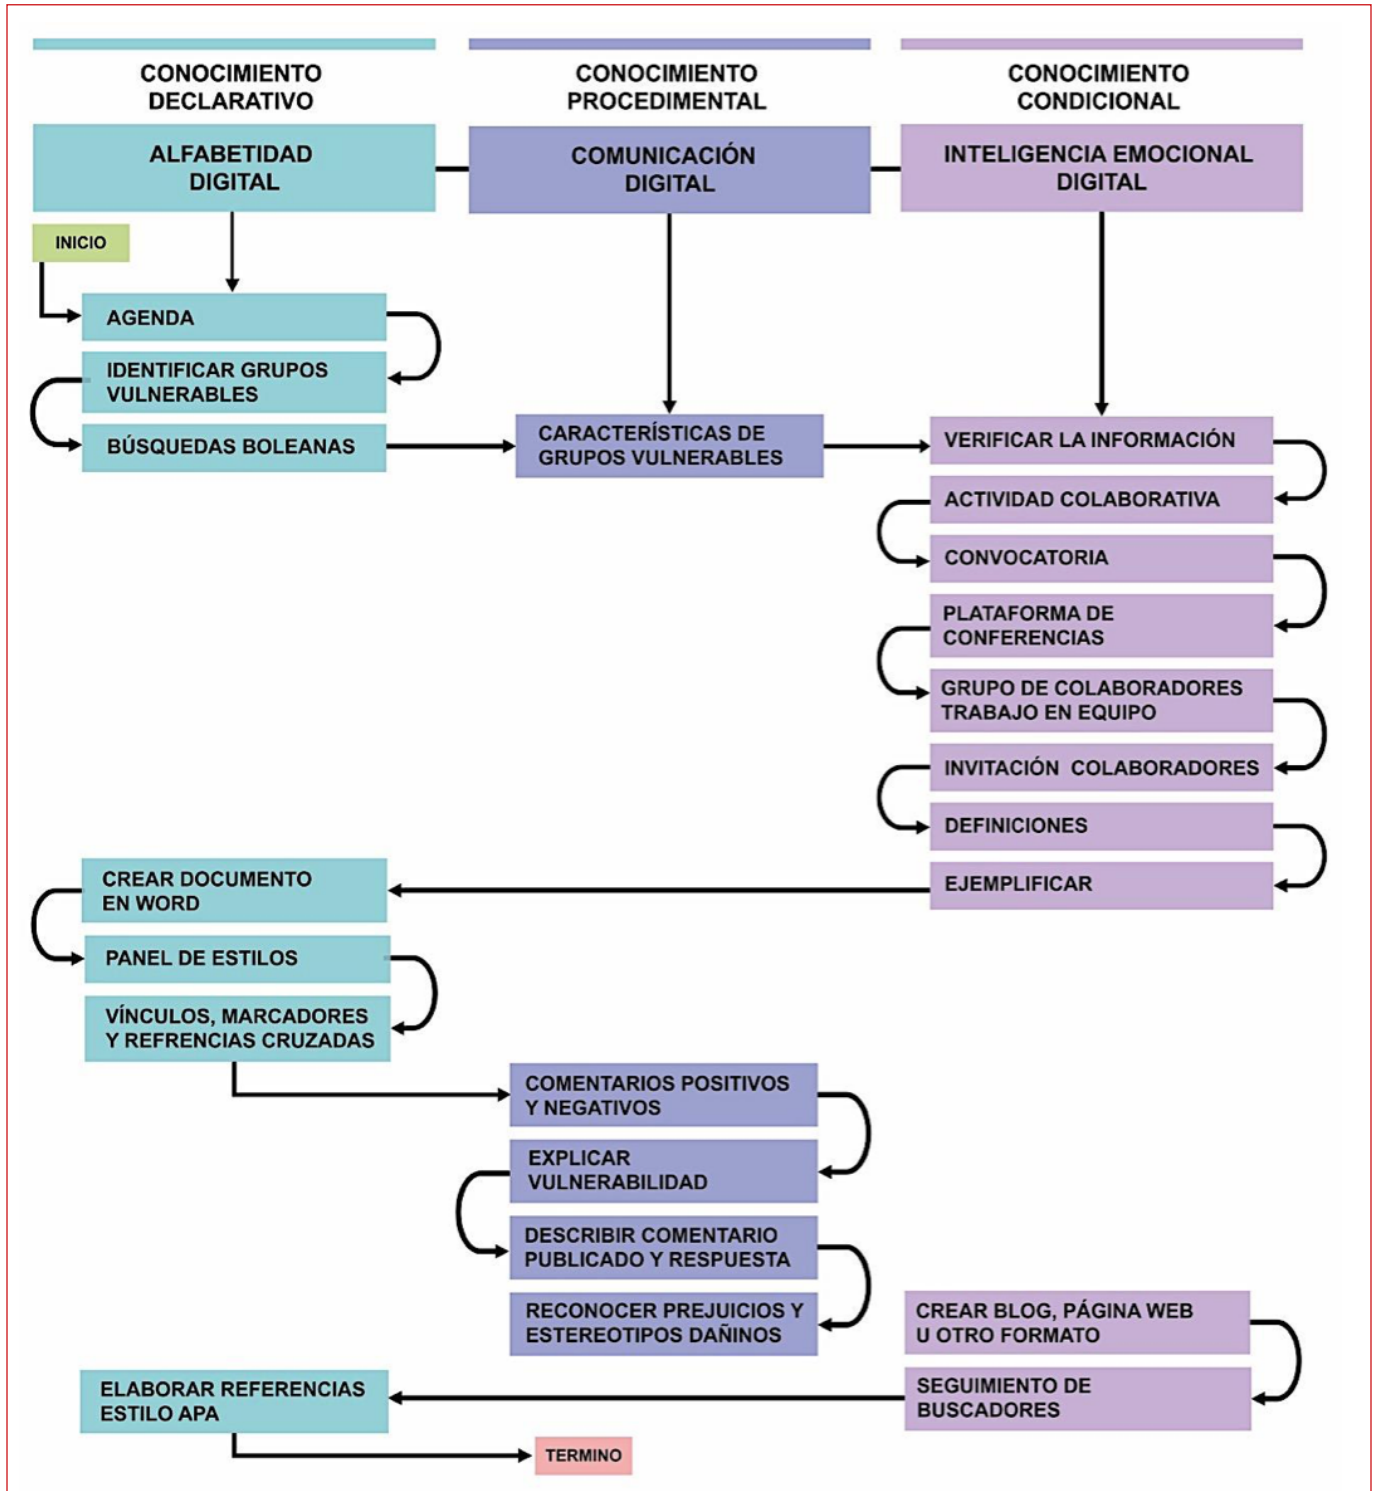 CONOCIMIENTO
DECLARATIVO
CONOCIMIENTO
PROCEDIMENTAL
CONOCIMIENTO
CONDICIONAL
ALFABETIDAD
DIGITAL
COMUNICACIÓN
DIGITAL
INTELIGENCIA EMOCIONAL
DIGITAL
INICIO
AGENDA
IDENTIFICAR GRUPOS
VULNERABLES
BÚSQUEDAS BOLEANAS
CARACTERÍSTICAS DE
GRUPOS VULNERABLES
VERIFICAR LA INFORMACIÓN
ACTIVIDAD COLABORATIVA
CONVOCATORIA
PLATAFORMA DE
CONFERENCIAS
GRUPO DE COLABORADORES
TRABAJO EN EQUIPO
INVITACIÓN COLABORADORES
DEFINICIONES
EJEMPLIFICAR
CREAR DOCUMENTO
EN WORD
PANEL DE ESTILOS
VÍNCULOS, MARCADORES
Y REFRENCIAS CRUZADAS
COMENTARIOS POSITIVOS
Y NEGATIVOS
EXPLICAR
VULNERABILIDAD
DESCRIBIR COMENTARIO
PUBLICADO Y RESPUESTA
RECONOCER PREJUICIOS Y
ESTEREOTIPOS DAÑINOS
CREAR BLOG, PÁGINA WEB
U OTRO FORMATO
SEGUIMIENTO DE
BUSCADORES
ELABORAR REFERENCIAS
ESTILO APA
TERMINO